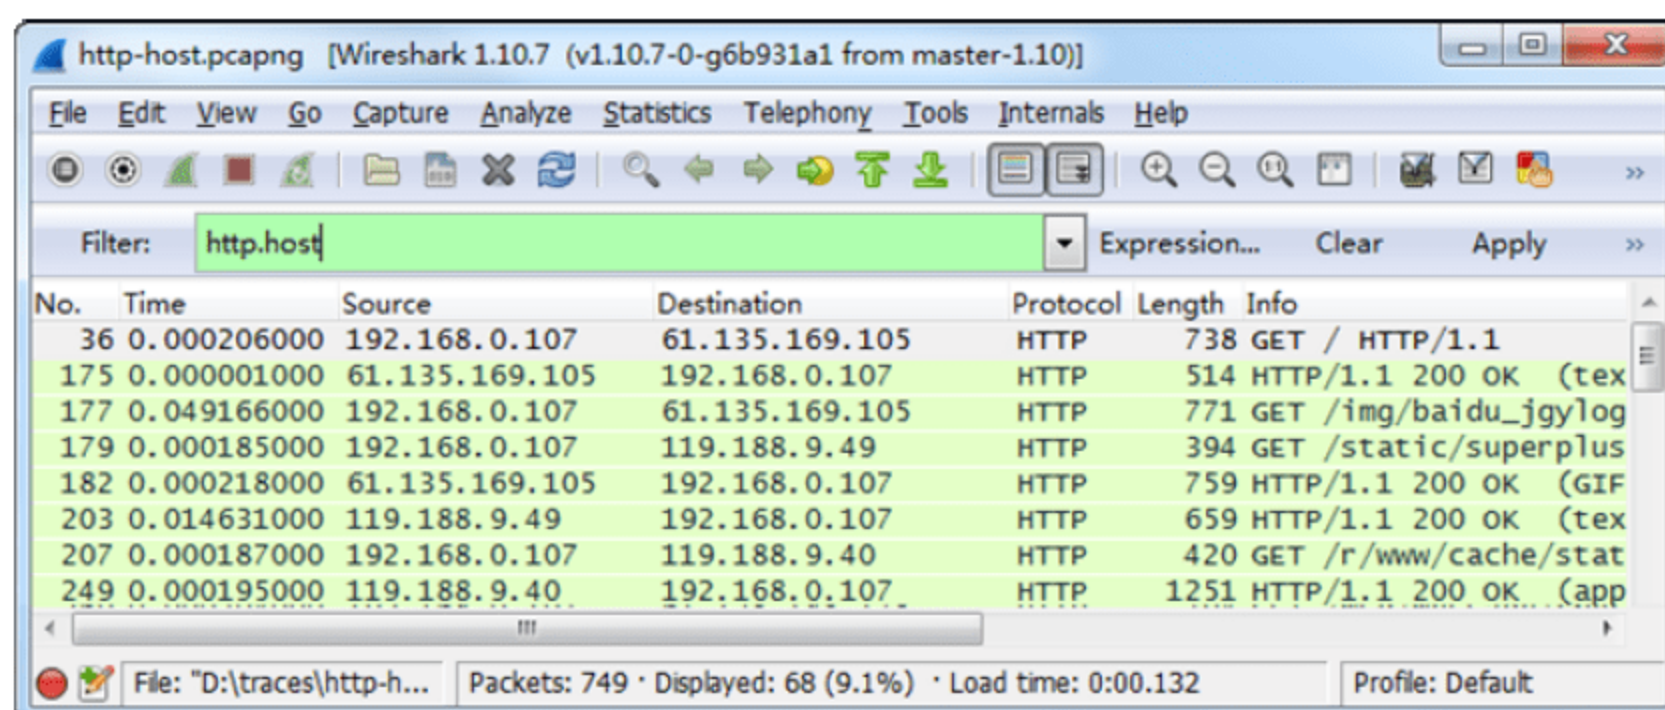 http-host.pcapng [Wireshark 1.10.7 (v1.10.7-0-g6b931a1 from master-1.10)]
File Edit View Go Capture Analyze Statistics Telephony Tools Internals Help
Filter: http.host Expression... Clear Apply »
No. Time Source Destination Protocol Length Info
36 0.000206000 192.168.0.107 61.135.169.105 HTTP 738 GET / HTTP/1.1
175 0.000001000 61.135.169.105 192.168.0.107 HTTP 514 HTTP/1.1 200 OK (tex
177 0.049166000 192.168.0.107 61.135.169.105 HTTP 771 GET /img/baidu_jgylog
179 0.000185000 192.168.0.107 119.188.9.49 HTTP 394 GET /static/superplus
182 0.000218000 61.135.169.105 192.168.0.107 HTTP 759 HTTP/1.1 200 OK (GIF
203 0.014631000 119.188.9.49 192.168.0.107 HTTP 659 HTTP/1.1 200 OK (tex
207 0.000187000 192.168.0.107 119.188.9.40 HTTP 420 GET /r/www/cache/stat
249 0.000195000 119.188.9.40 192.168.0.107 HTTP 1251 HTTP/1.1 200 OK (app
File: "D:\traces\http-h... Packets: 749 · Displayed: 68 (9.1%) · Load time: 0:00.132 Profile: Default